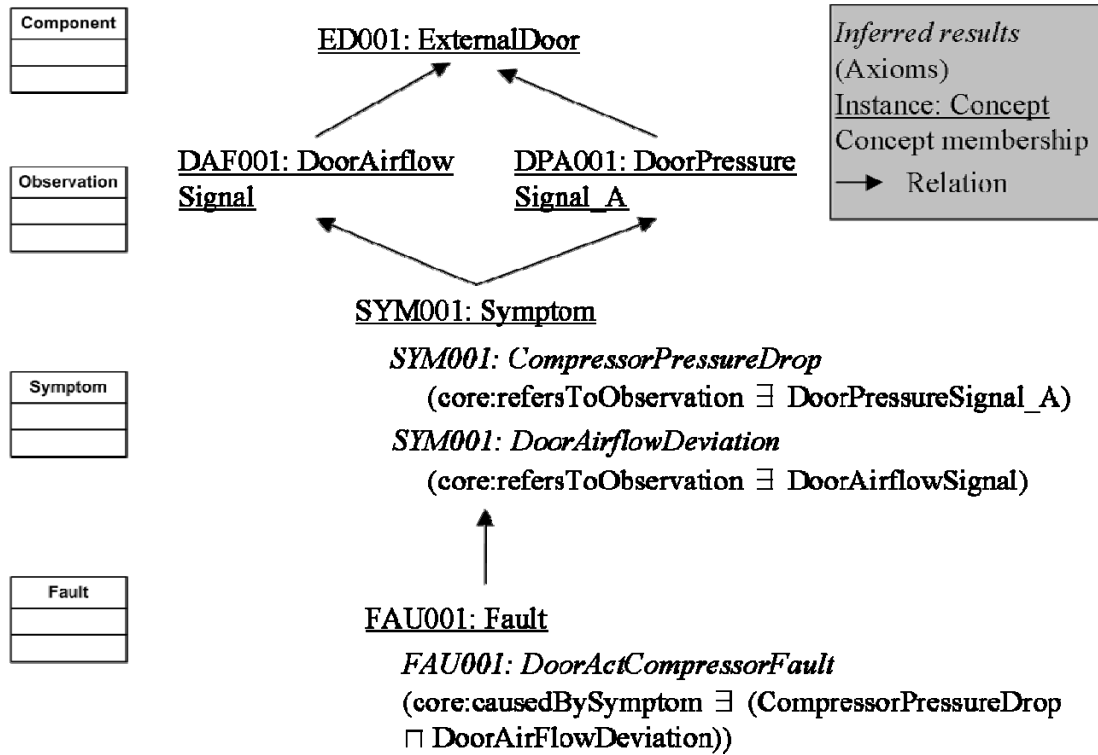 Component
ED001: ExternalDoor
Inferred results
(Axioms)
Instance: Concept
Concept membership
Relation
Observation
DAF001: DoorAirflow
Signal
DPA001: DoorPressure
Signal_A
SYM001: Symptom
Symptom
SYM001: CompressorPressureDrop
(core:refersToObservation ∃ DoorPressureSignal_A)
SYM001: DoorAirflowDeviation
(core:refersToObservation ∃ DoorAirflowSignal)
Fault
FAU001: Fault
FAU001: DoorActCompressorFault
(core:causedBySymptom ∃ (CompressorPressureDrop
⊓ DoorAirFlowDeviation))